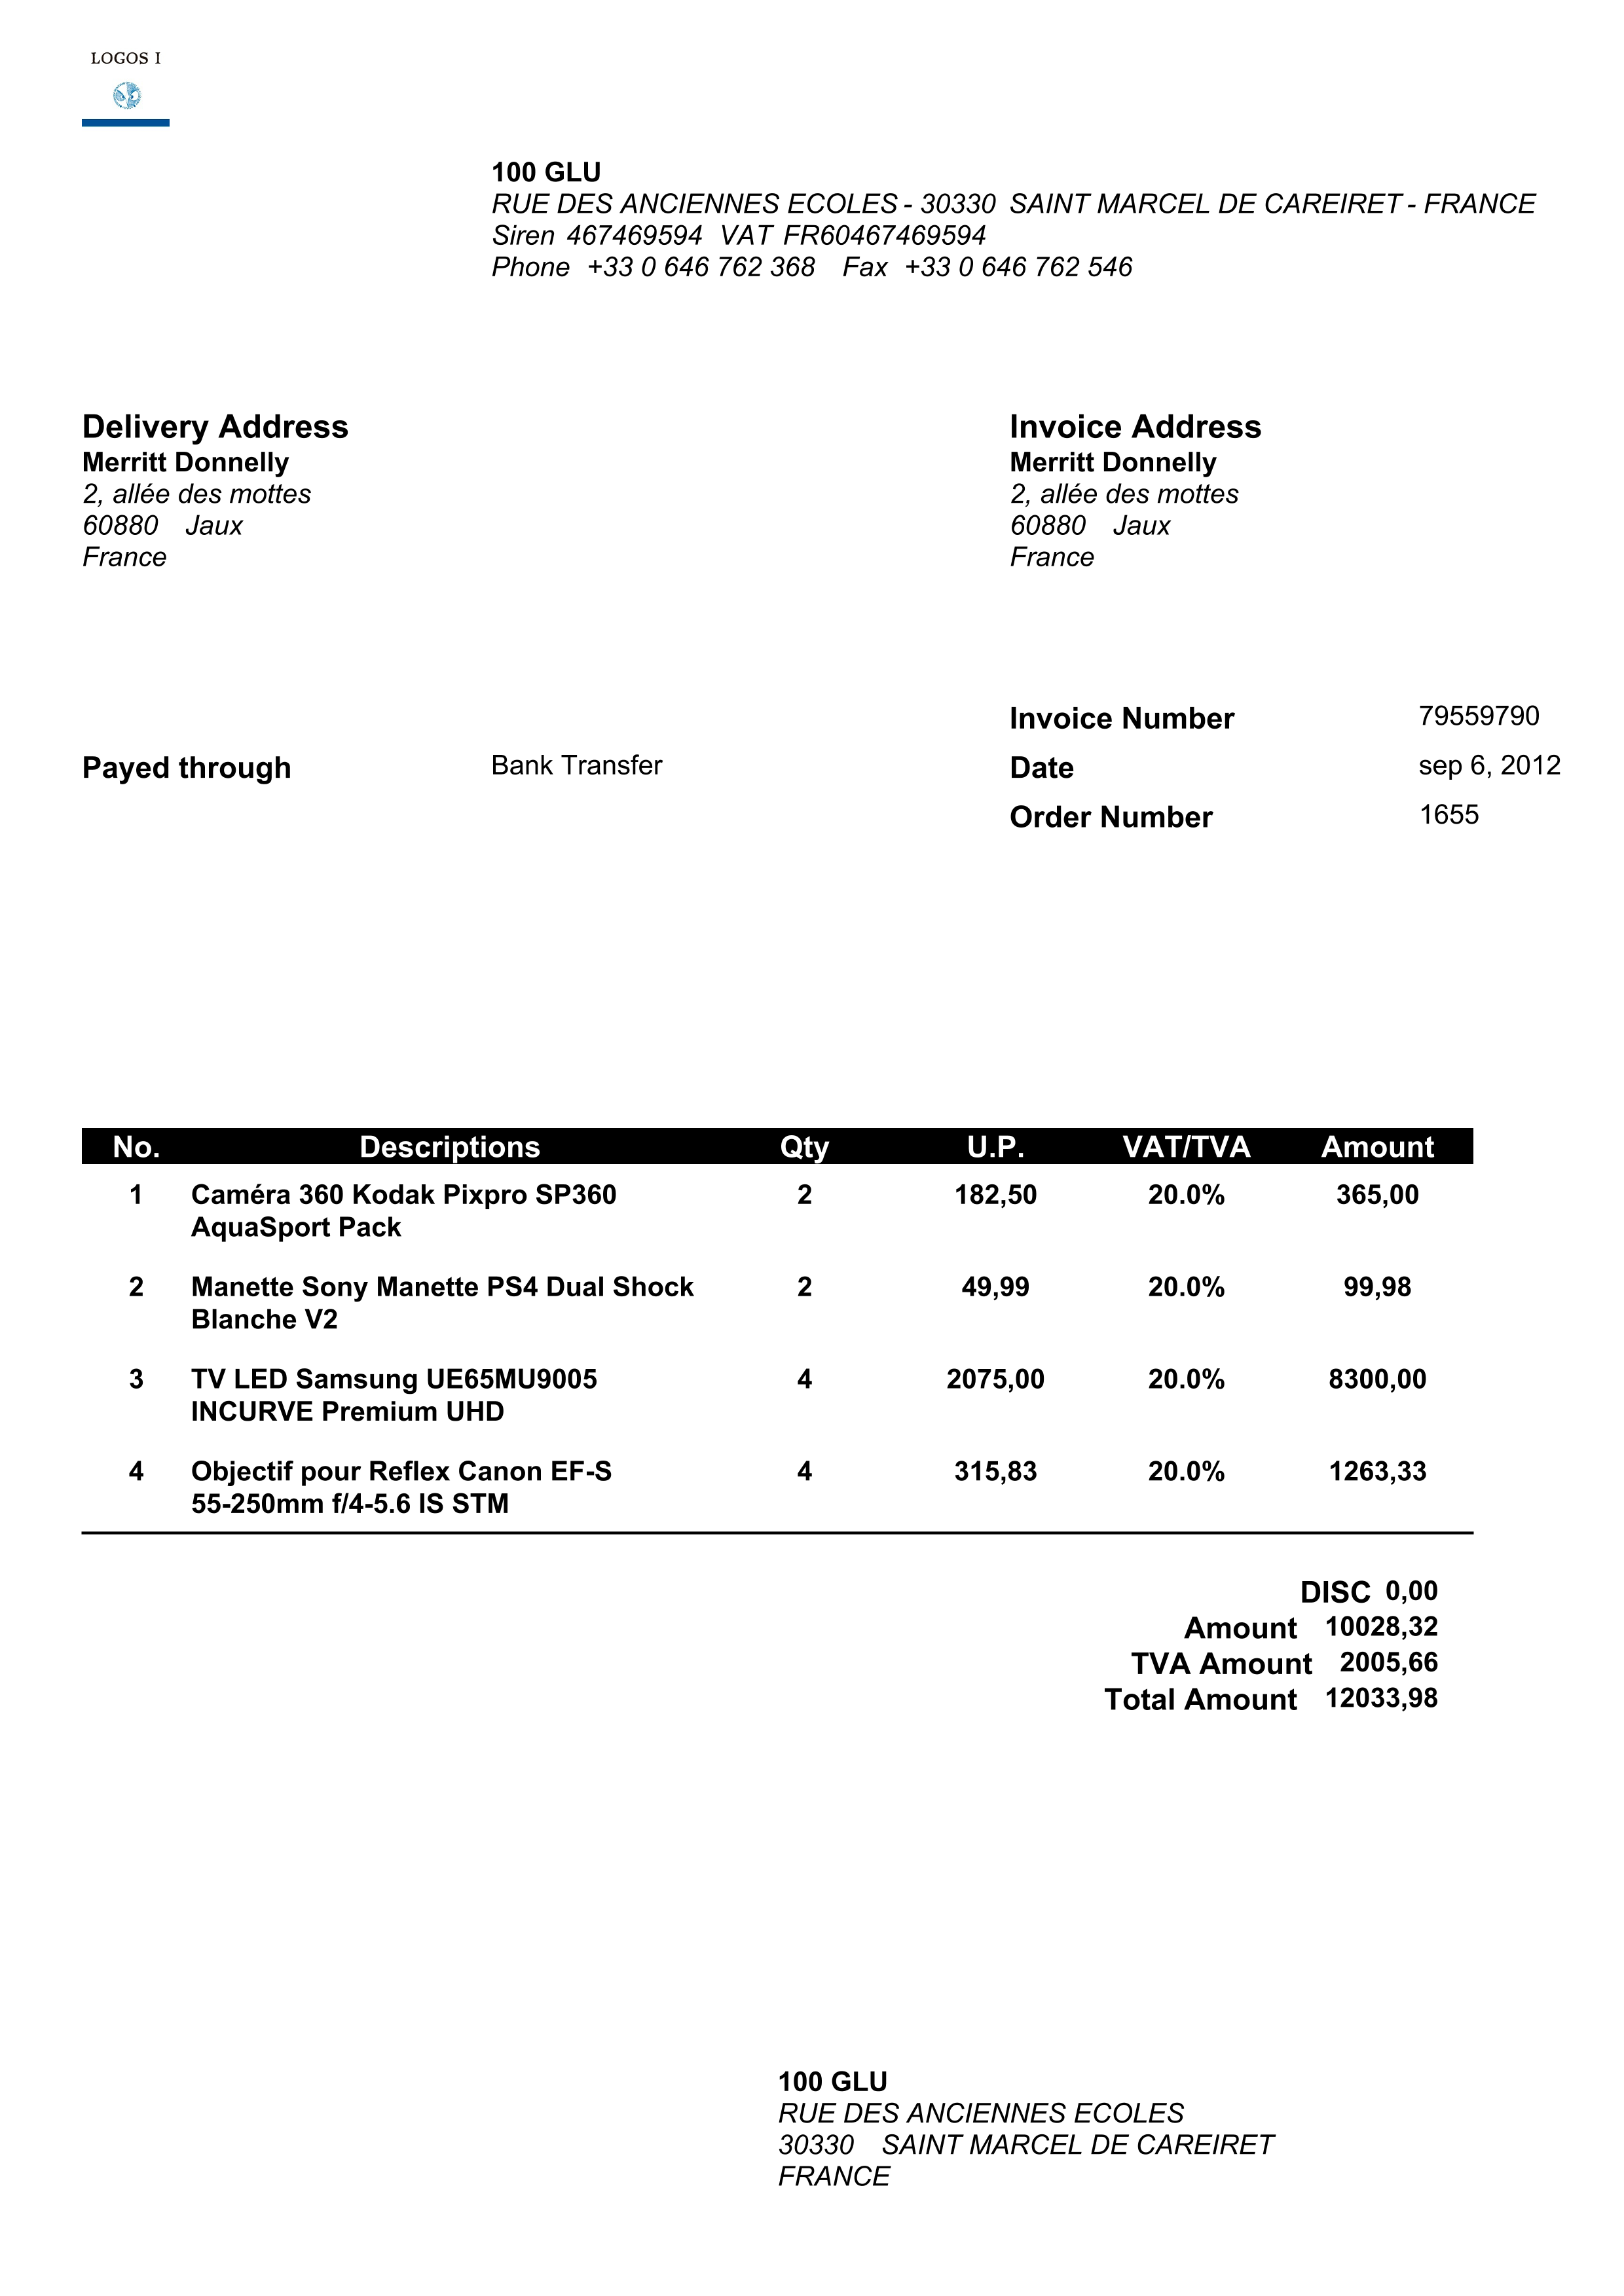 LOGOS I
100 GLU
RUE DES ANCIENNES ECOLES - 30330 SAINT MARCEL DE CAREIRET - FRANCE
Siren 467469594 VAT FR60467469594
Phone +33 0 646 762 368 Fax +33 0 646 762 546
Delivery Address
Merritt Donnelly
2, allée des mottes
60880 Jaux
France
Invoice Address
Merritt Donnelly
2, allée des mottes
60880 Jaux
France
Invoice Number 79559790
Payed through Bank Transfer
Date sep 6, 2012
Order Number 1655
No. Descriptions Qty U.P. VAT/TVA Amount
1 Caméra 360 Kodak Pixpro SP360 2 182,50 20.0% 365,00
AquaSport Pack
2 Manette Sony Manette PS4 Dual Shock 2 49,99 20.0% 99,98
Blanche V2
3 TV LED Samsung UE65MU9005 4 2075,00 20.0% 8300,00
INCURVE Premium UHD
4 Objectif pour Reflex Canon EF-S 4 315,83 20.0% 1263,33
55-250mm f/4-5.6 IS STM
DISC 0,00
Amount 10028,32
TVA Amount 2005,66
Total Amount 12033,98
100 GLU
RUE DES ANCIENNES ECOLES
30330 SAINT MARCEL DE CAREIRET
FRANCE